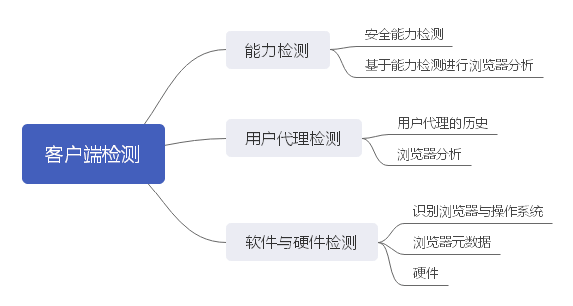 客户端检测
能力检测
安全能力检测
基于能力检测进行浏览器分析
用户代理检测
用户代理的历史
浏览器分析
软件与硬件检测
识别浏览器与操作系统
浏览器元数据
硬件